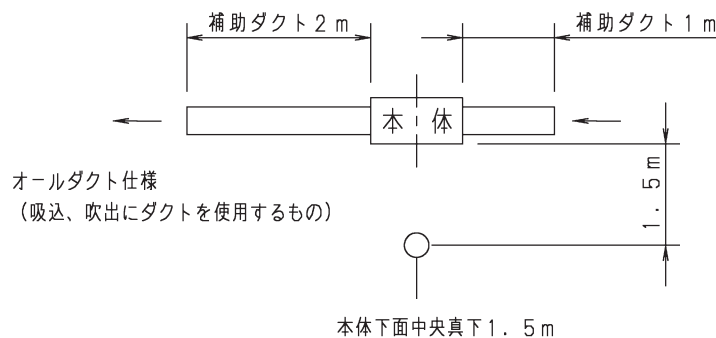 補助ダクト2m
補助ダクト1m
本体
オールダクト仕様
（吸込、吹出にダクトを使用するもの）
1．5m
本体下面中央真下1．5m